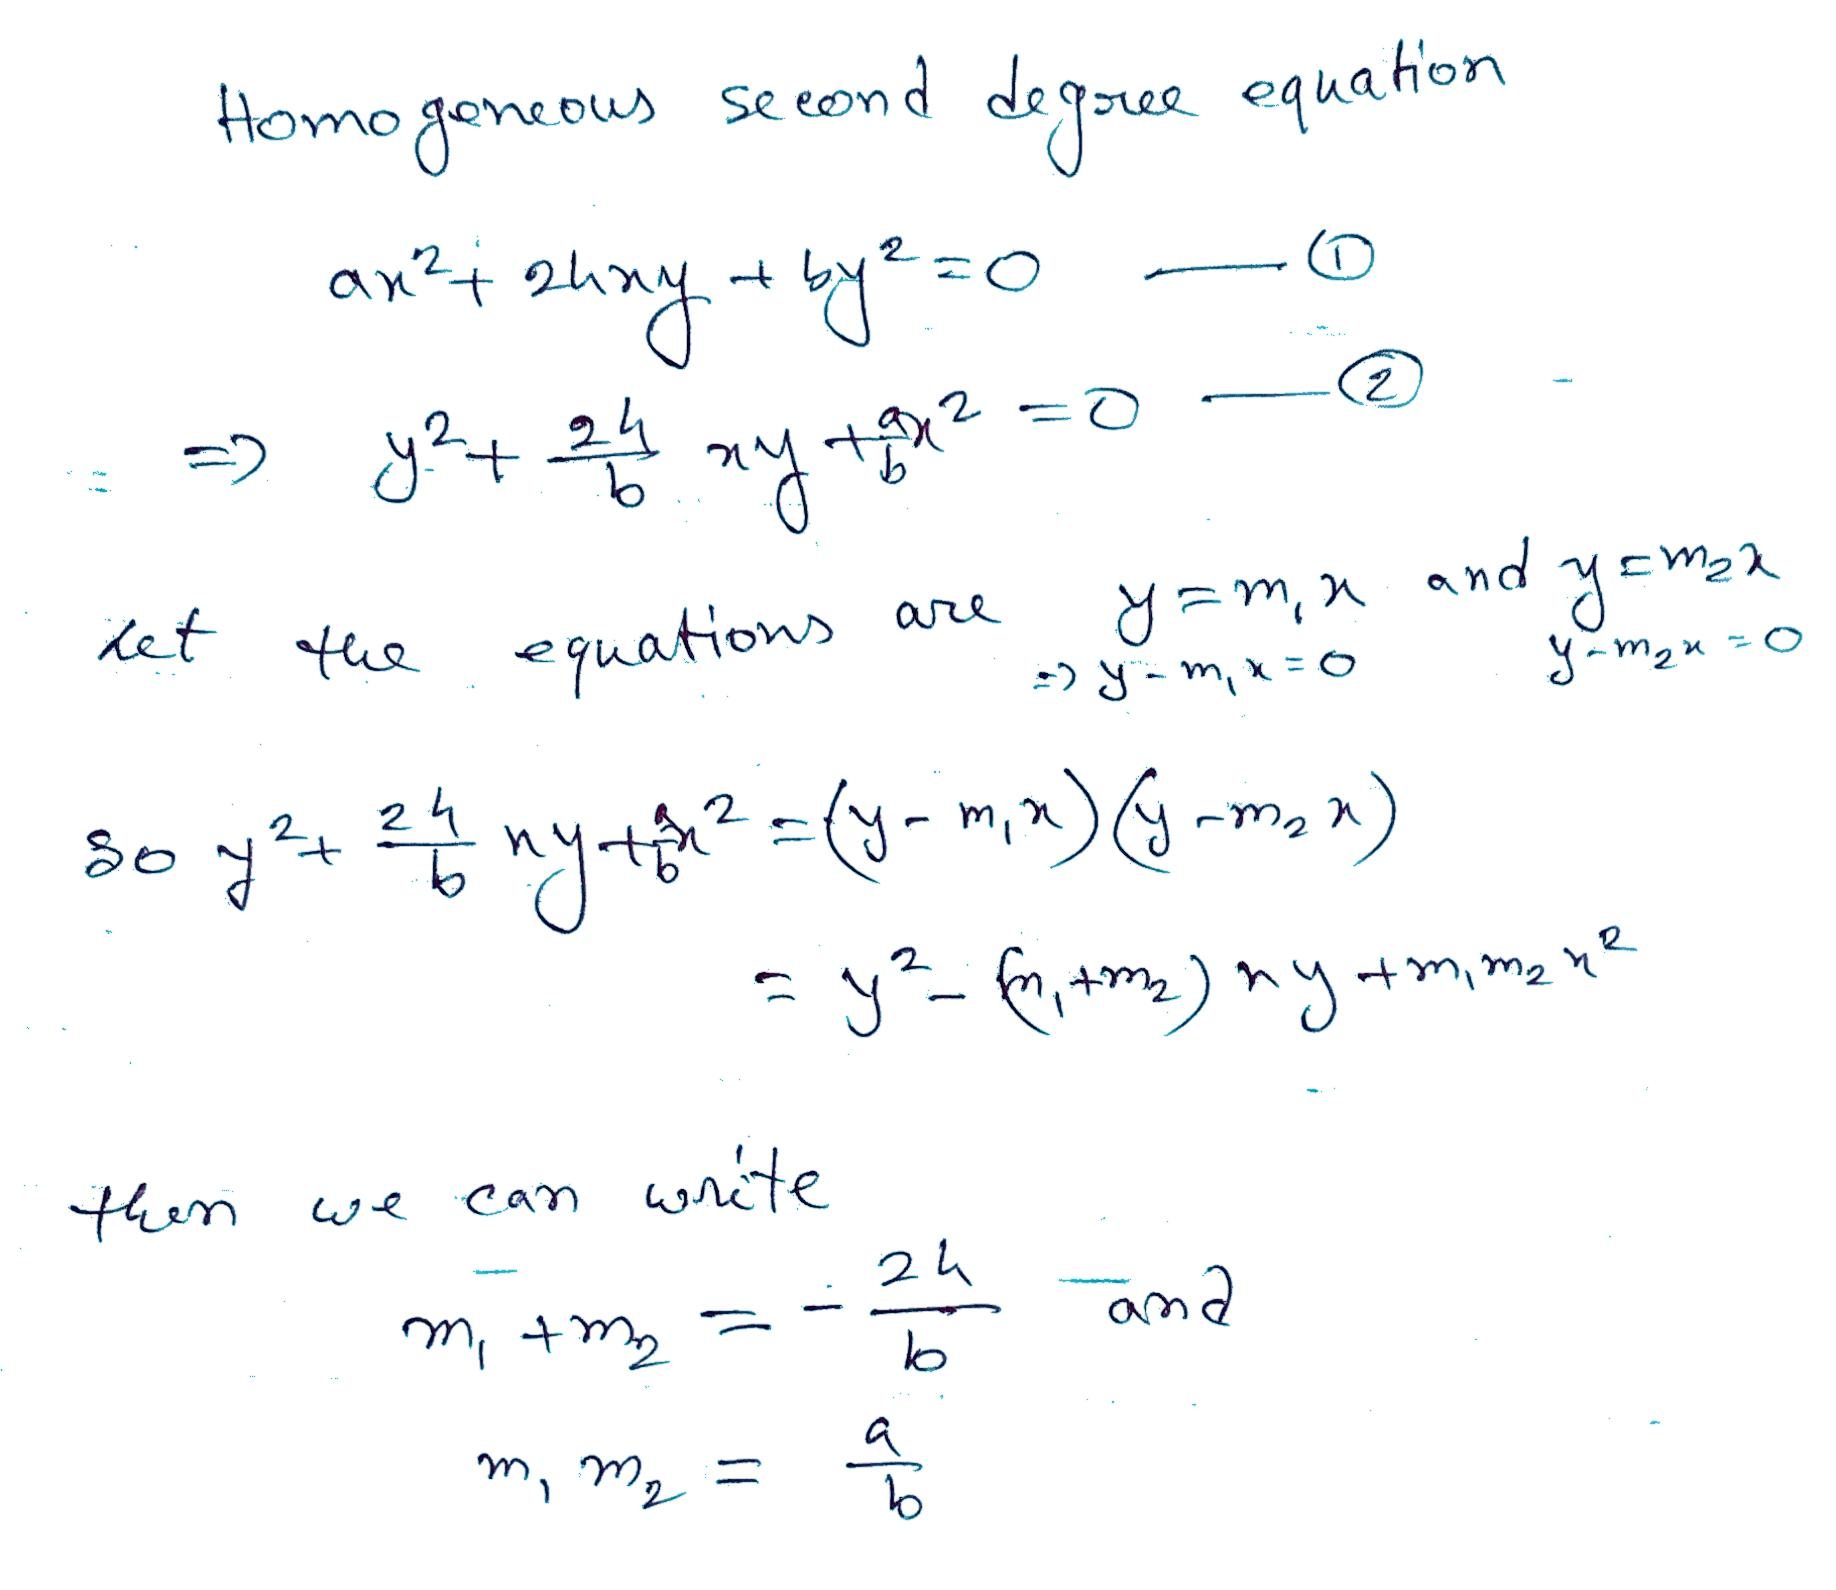 Homogeneous second degree equation
ax² + 2hxy + by² = 0 — ①
=> y² + 2h/b xy + a/b x² = 0 — ②
Let the equations are y = m₁x and y = m₂x
=> y - m₁x = 0 y - m₂x = 0
So y² + 2h/b xy + a/b x² = (y - m₁x)(y - m₂x)
= y² - (m₁+m₂)xy + m₁m₂x²
then we can write
m₁ + m₂ = - 2h/b and
m₁ m₂ = a/b